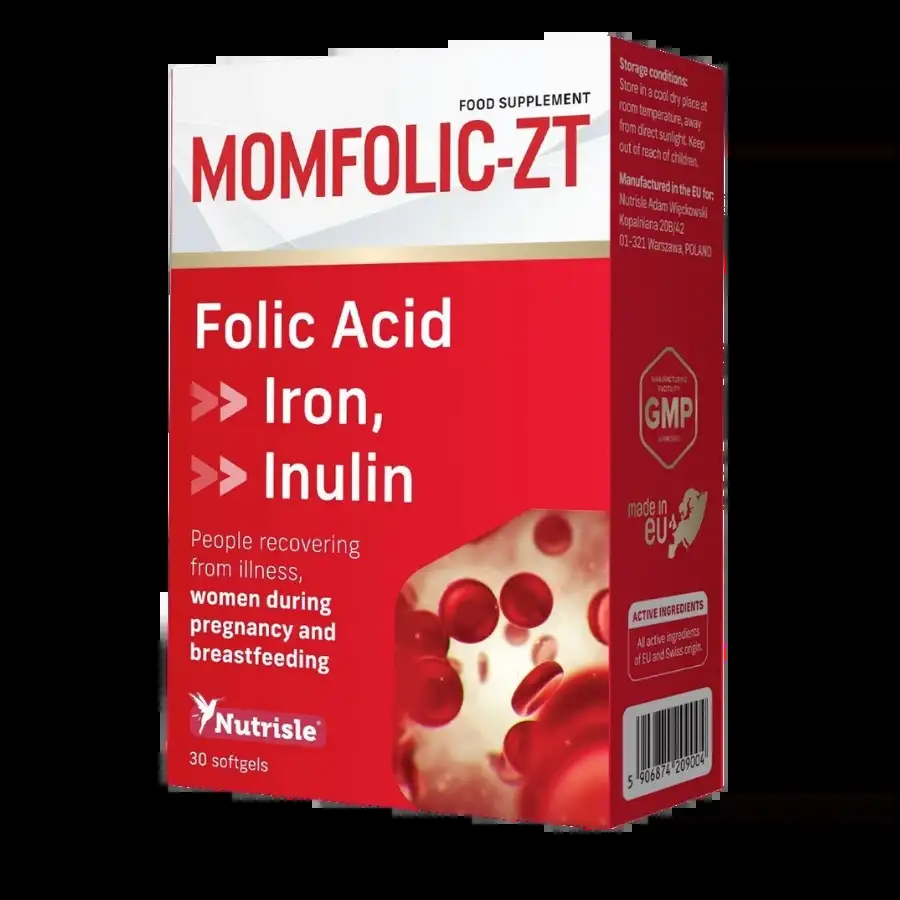 FOOD SUPPLEMENT
MOMFOLIC-ZT
Folic Acid
>> Iron,
>> Inulin
People recovering
from illness,
women during
pregnancy and
breastfeeding
Nutrisle®
30 softgels
Storage conditions:
Store in a cool dry place at
room temperature, away
from direct sunlight. Keep
out of reach of children.
Manufactured in the EU for:
Nutrisle Adam Więckowski
Kopalniana 20B/42
01-321 Warszawa, POLAND
MANUFACTURING
GMP
made in
eu
ACTIVE INGREDIENTS
All active ingredients
of EU and Swiss origin.
5 906874 209004